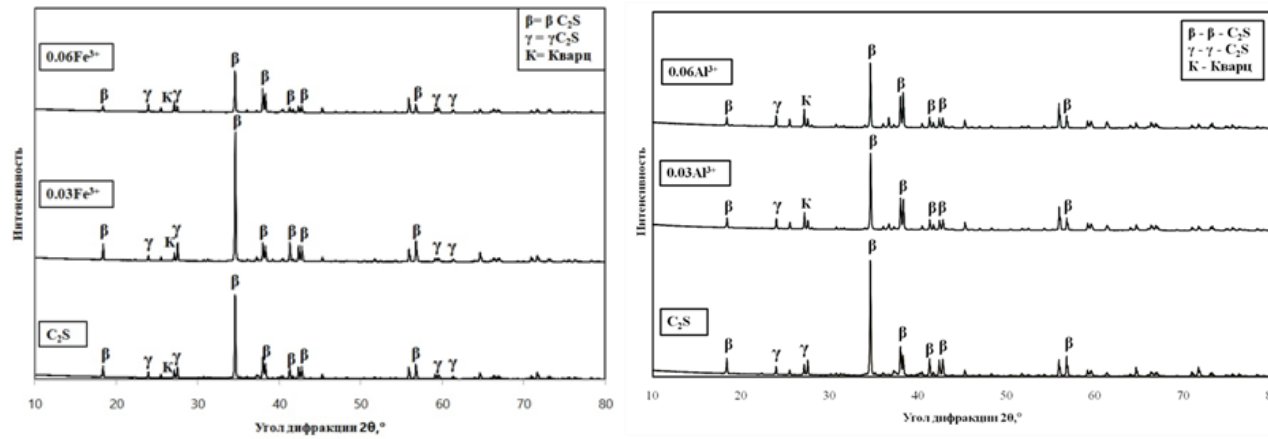 β= β C₂S
γ = γC₂S
К= Кварц
0.06Fe³⁺
β γ К γ β β β β β γ γ
0.03Fe³⁺
β γ К γ β β β β β γ γ
C₂S
β γ К γ β β β β β γ γ
Интенсивность
10 20 30 40 50 60 70 80
Угол дифракции 2θ,°
β - β - C₂S
γ - γ - C₂S
К - Кварц
0.06Al³⁺
β γ К β β β β β
0.03Al³⁺
β γ К β β β β β
C₂S
β γ γ β β β β β
Интенсивность
10 20 30 40 50 60 70 80
Угол дифракции 2θ,°